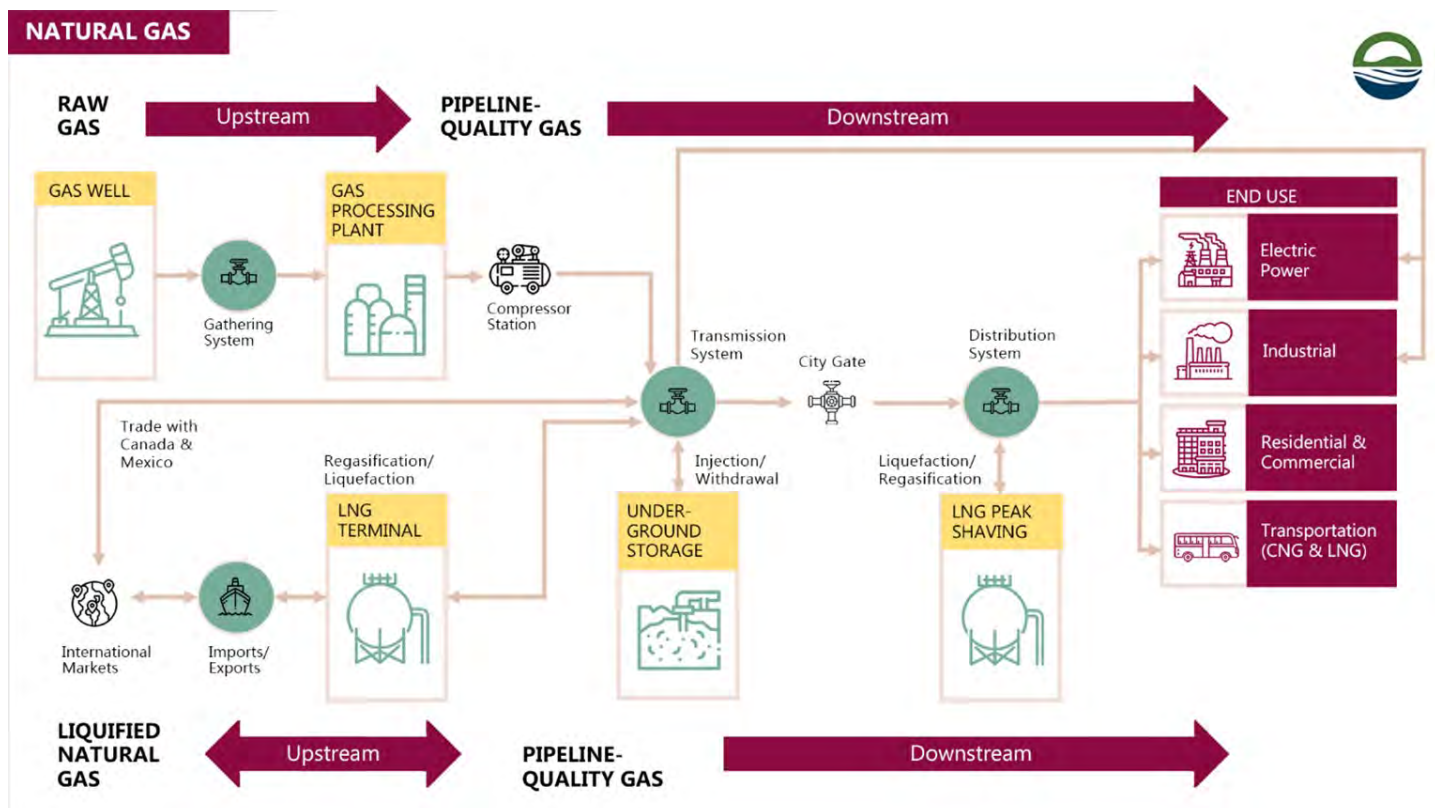 NATURAL GAS
RAW
GAS
Upstream
PIPELINE-
QUALITY GAS
Downstream
GAS WELL
GAS
PROCESSING
PLANT
END USE
Electric
Power
Gathering
System
Compressor
Station
Transmission
System
City Gate
Distribution
System
Industrial
Trade with
Canada &
Mexico
Regasification/
Liquefaction
Injection/
Withdrawal
Liquefaction/
Regasification
Residential &
Commercial
LNG
TERMINAL
UNDER-
GROUND
STORAGE
LNG PEAK
SHAVING
Transportation
(CNG & LNG)
International
Markets
Imports/
Exports
LIQUIFIED
NATURAL
GAS
Upstream
PIPELINE-
QUALITY GAS
Downstream